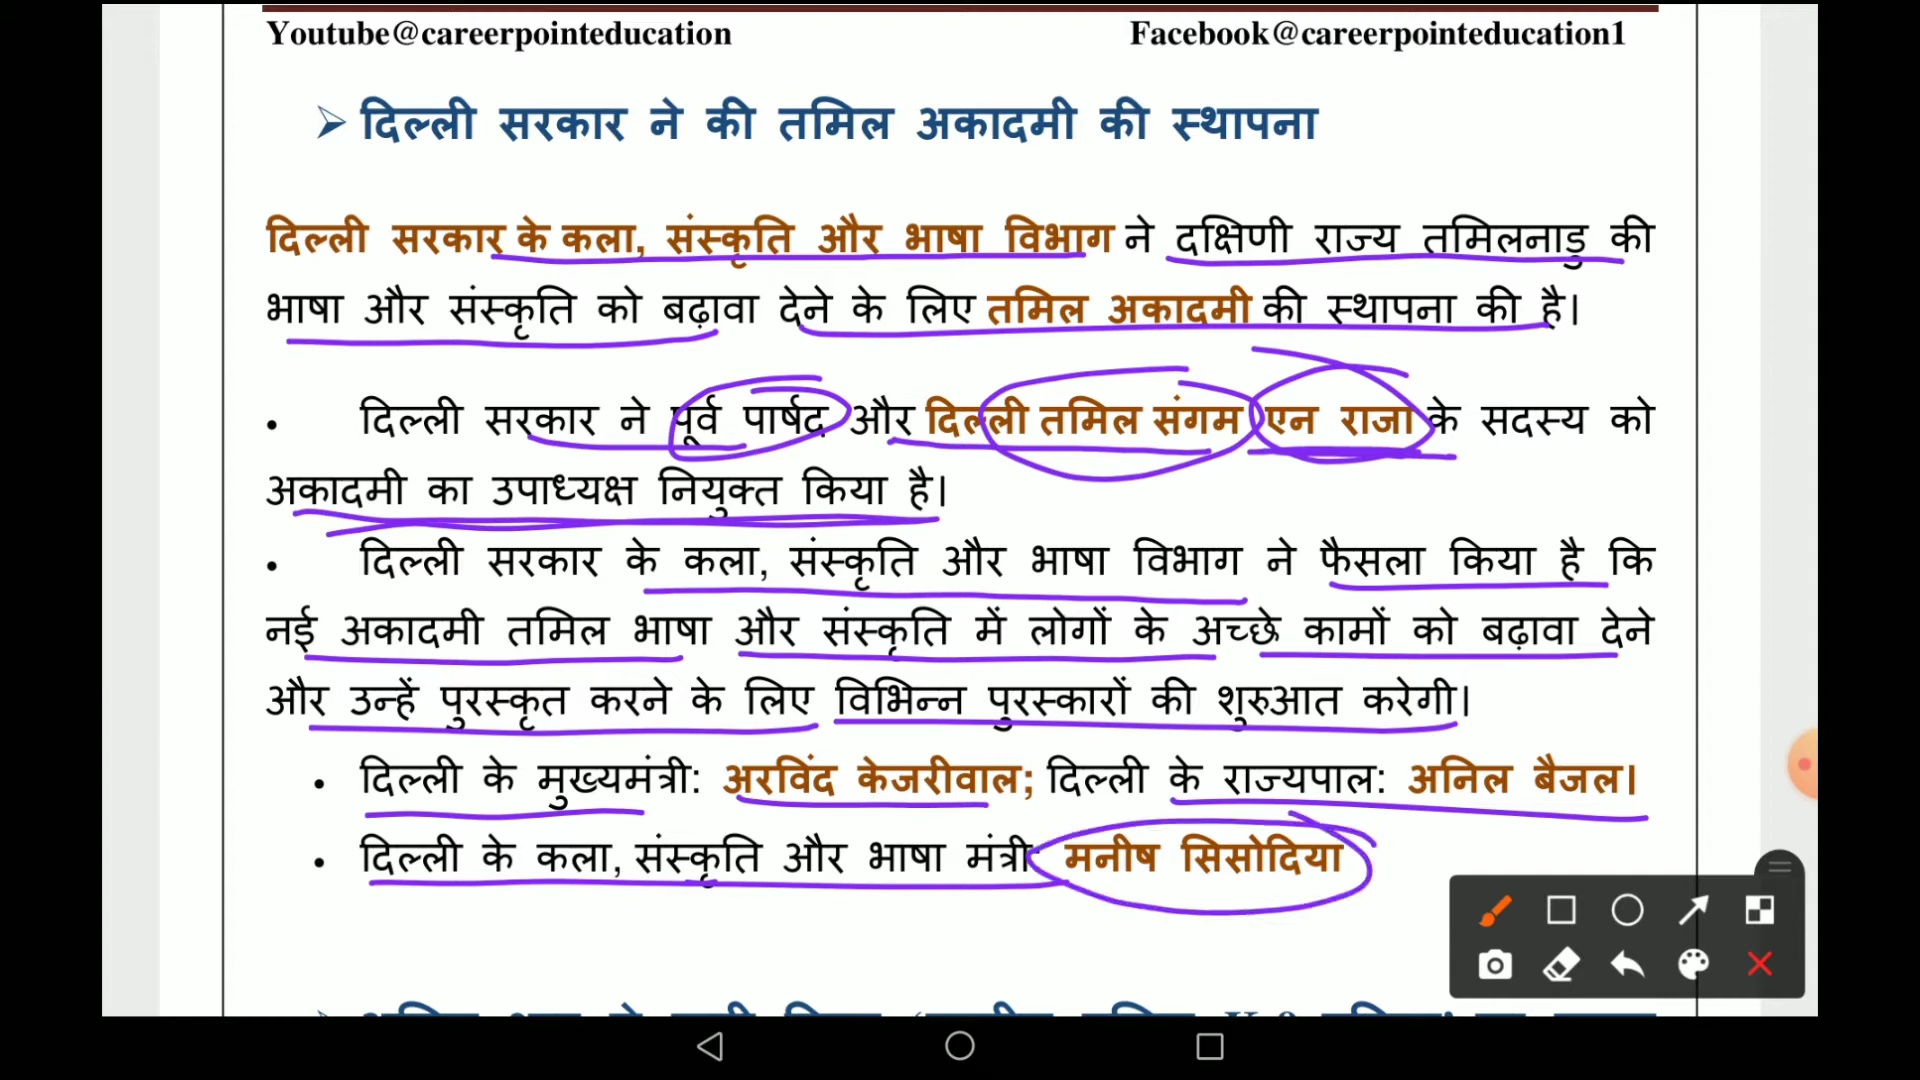 Youtube@careerpointeducation Facebook@careerpointeducation1
➢ दिल्ली सरकार ने की तमिल अकादमी की स्थापना
दिल्ली सरकार के कला, संस्कृति और भाषा विभाग ने दक्षिणी राज्य तमिलनाडु की
भाषा और संस्कृति को बढ़ावा देने के लिए तमिल अकादमी की स्थापना की है।
• दिल्ली सरकार ने पूर्व पार्षद और दिल्ली तमिल संगम एन राजा के सदस्य को
अकादमी का उपाध्यक्ष नियुक्त किया है।
• दिल्ली सरकार के कला, संस्कृति और भाषा विभाग ने फैसला किया है कि
नई अकादमी तमिल भाषा और संस्कृति में लोगों के अच्छे कामों को बढ़ावा देने
और उन्हें पुरस्कृत करने के लिए विभिन्न पुरस्कारों की शुरुआत करेगी।
• दिल्ली के मुख्यमंत्री: अरविंद केजरीवाल; दिल्ली के राज्यपाल: अनिल बैजल।
• दिल्ली के कला, संस्कृति और भाषा मंत्री मनीष सिसोदिया